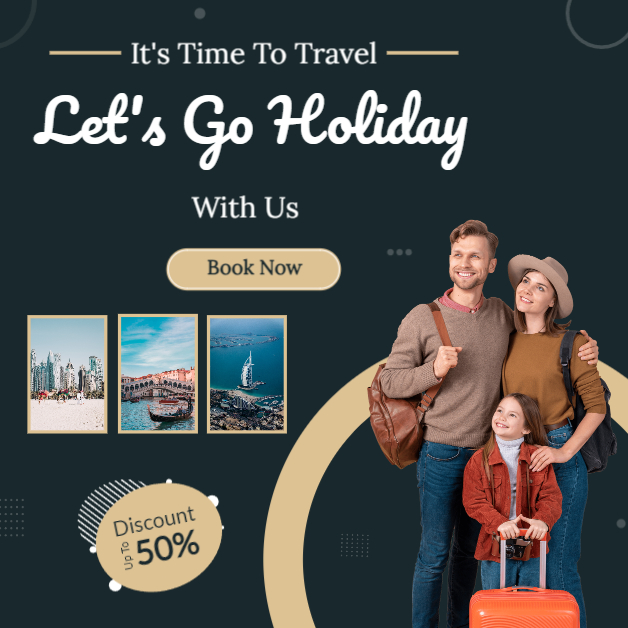 It's Time To Travel
Let's Go Holiday
With Us
Book Now
Discount
Up To 50%